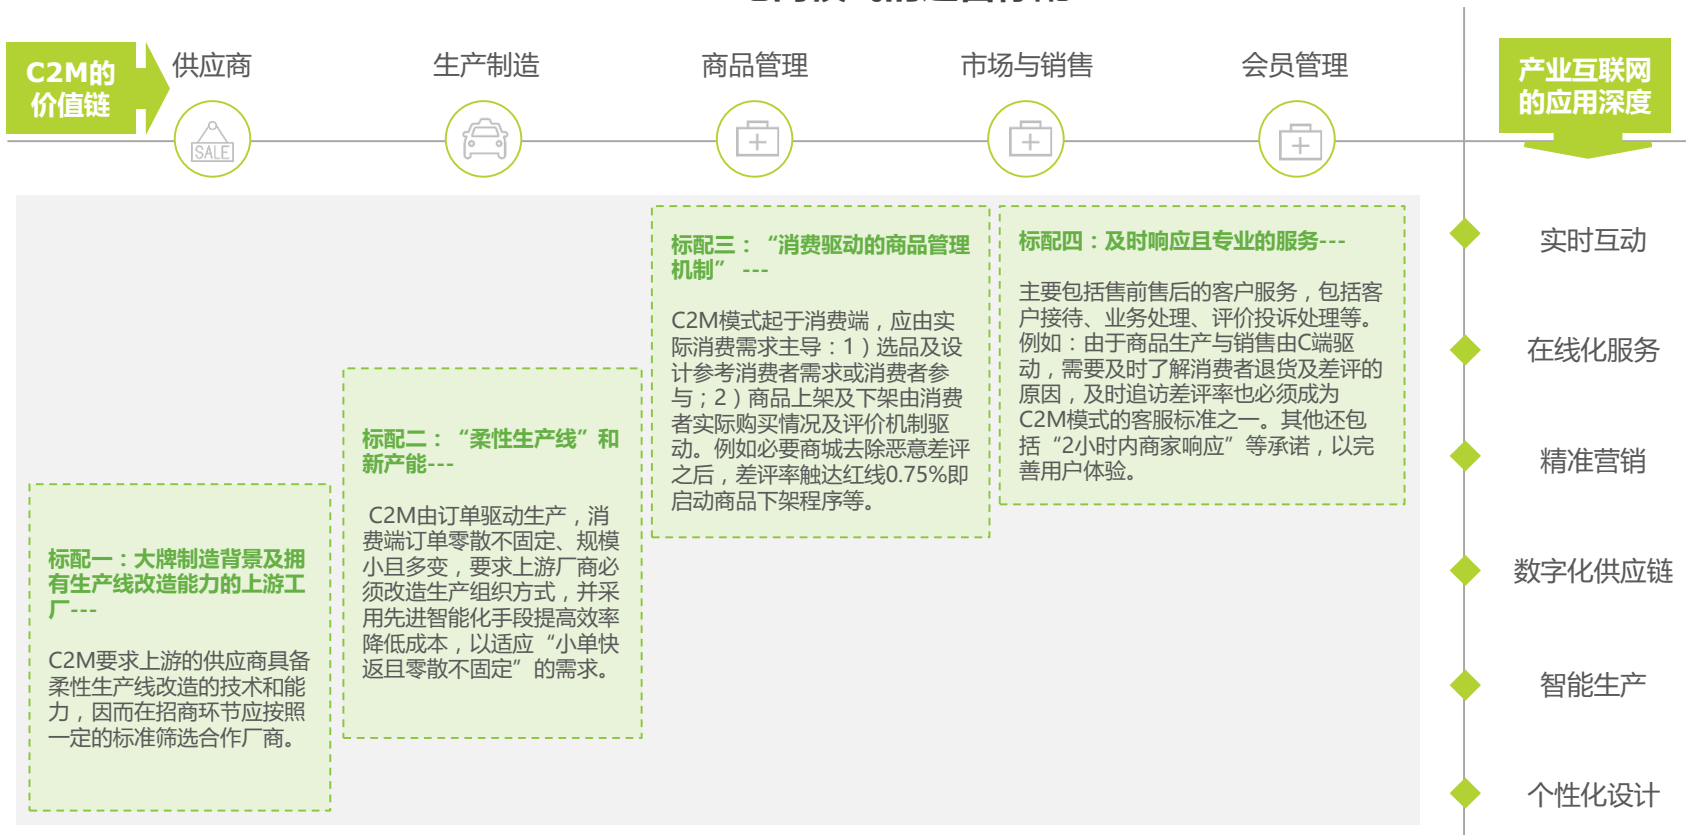 C2M的
价值链
供应商
生产制造
商品管理
市场与销售
会员管理
产业互联网
的应用深度
SALE
标配一：大牌制造背景及拥
有生产线改造能力的上游工
厂---
C2M要求上游的供应商具备
柔性生产线改造的技术和能
力，因而在招商环节应按照
一定的标准筛选合作厂商。
标配二：“柔性生产线”和
新产能---
C2M由订单驱动生产，消
费端订单零散不固定、规模
小且多变，要求上游厂商必
须改造生产组织方式，并采
用先进智能化手段提高效率
降低成本，以适应“小单快
返且零散不固定”的需求。
标配三：“消费驱动的商品管理
机制” ---
C2M模式起于消费端，应由实
际消费需求主导：1）选品及设
计参考消费者需求或消费者参
与；2）商品上架及下架由消费
者实际购买情况及评价机制驱
动。例如必要商城去除恶意差评
之后，差评率触达红线0.75%即
启动商品下架程序等。
标配四：及时响应且专业的服务---
主要包括售前售后的客户服务，包括客
户接待、业务处理、评价投诉处理等。
例如：由于商品生产与销售由C端驱
动，需要及时了解消费者退货及差评的
原因，及时追访差评率也必须成为
C2M模式的客服标准之一。其他还包
括“2小时内商家响应”等承诺，以完
善用户体验。
实时互动
在线化服务
精准营销
数字化供应链
智能生产
个性化设计